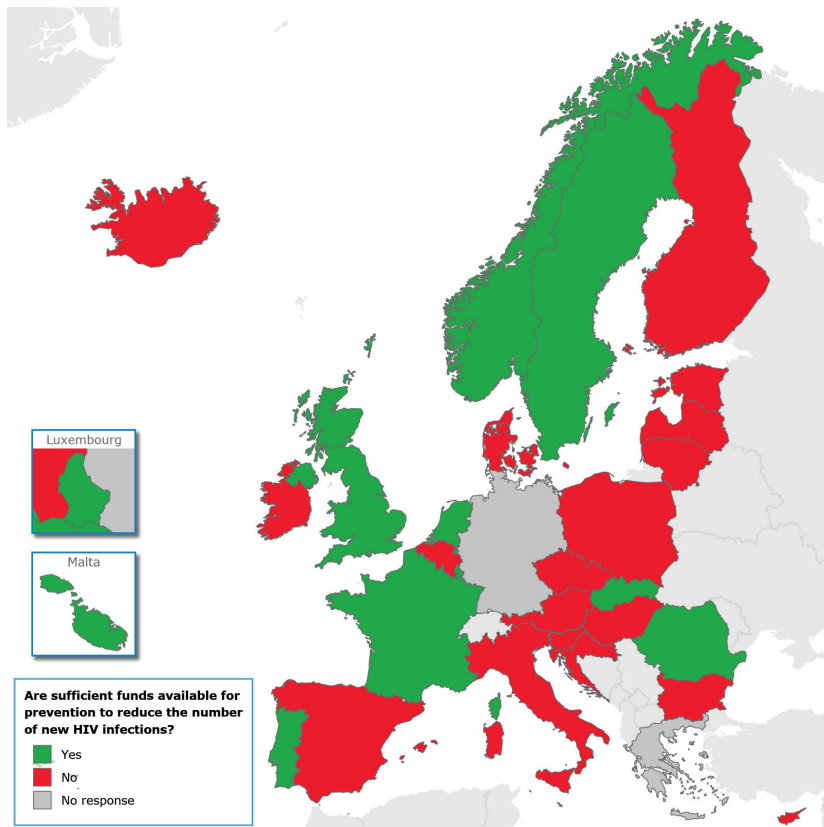 Luxembourg
Malta
Are sufficient funds available for
prevention to reduce the number
of new HIV infections?
Yes
No
No response